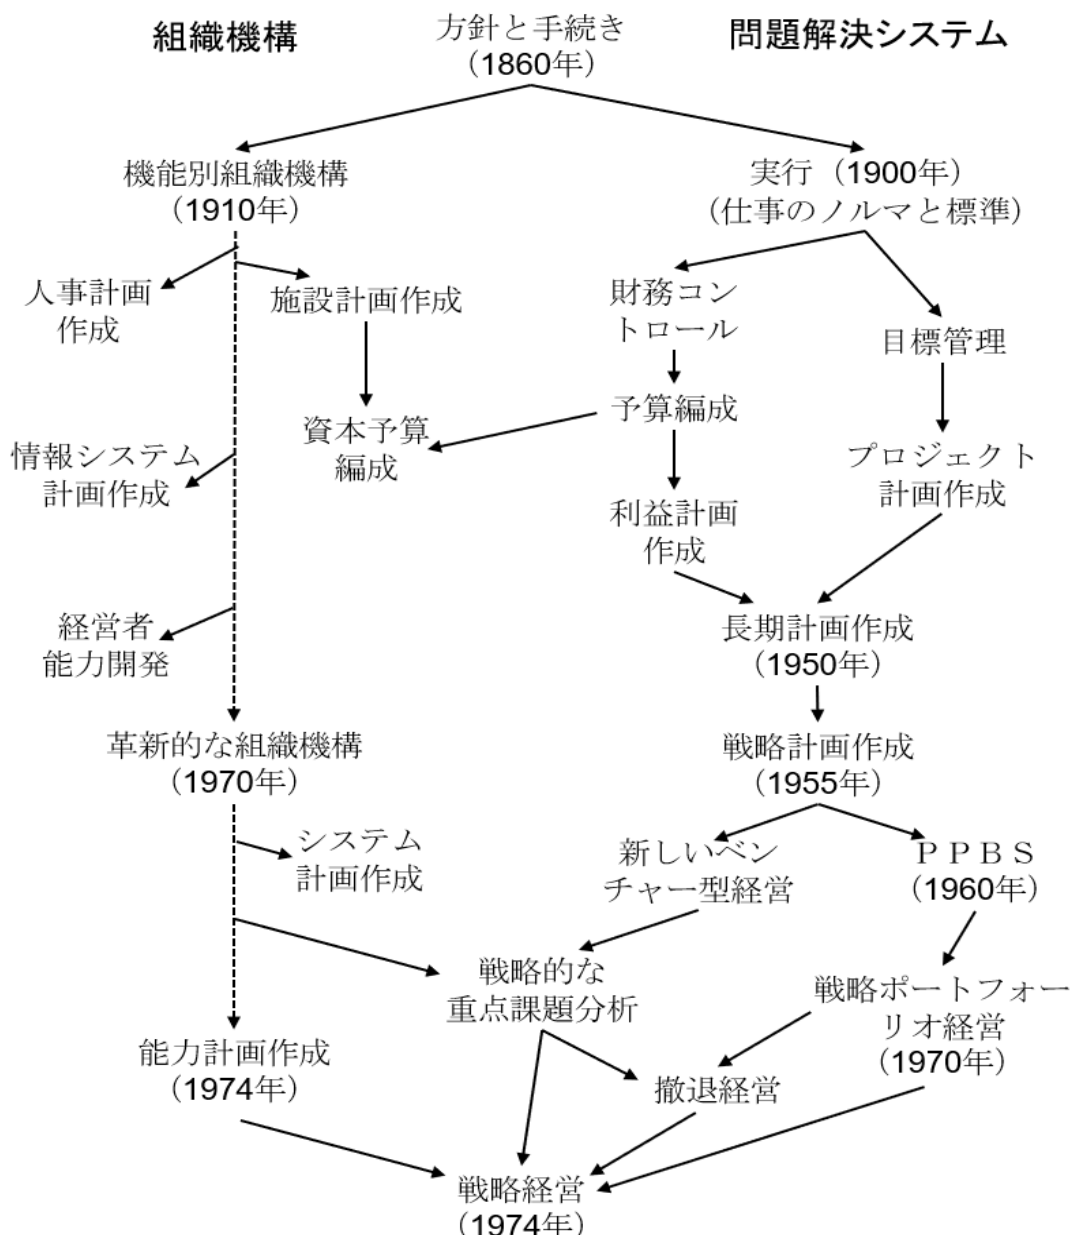 組織機構
方針と手続き
（1860年）
問題解決システム
機能別組織機構
（1910年）
実行（1900年）
（仕事のノルマと標準）
人事計画
作成
施設計画作成
財務コン
トロール
目標管理
資本予算
編成
予算編成
情報システム
計画作成
プロジェクト
計画作成
利益計画
作成
経営者
能力開発
長期計画作成
（1950年）
革新的な組織機構
（1970年）
戦略計画作成
（1955年）
システム
計画作成
新しいベン
チャー型経営
ＰＰＢＳ
（1960年）
戦略的な
重点課題分析
戦略ポートフォー
リオ経営
（1970年）
能力計画作成
（1974年）
撤退経営
戦略経営
（1974年）